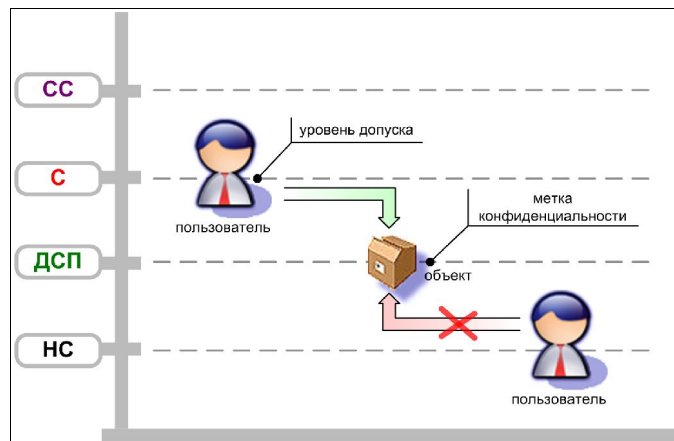 СС
уровень допуска
С
метка
конфиденциальности
пользователь
ДСП
объект
НС
пользователь